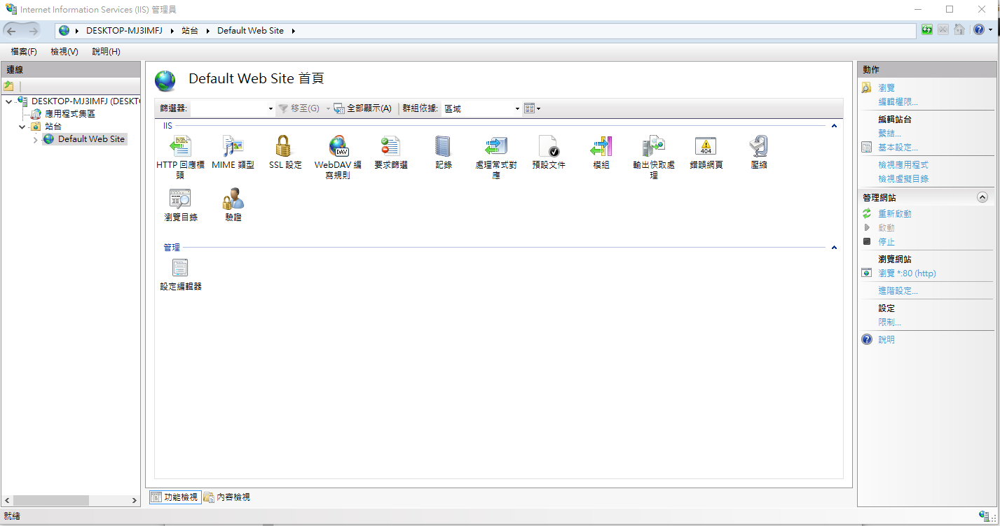 Internet Information Services (IIS) 管理員
DESKTOP-MJ3IMFJ 站台 Default Web Site
檔案(F) 檢視(V) 說明(H)
連線
DESKTOP-MJ3IMFJ (DESKT
應用程式集區
站台
Default Web Site
Default Web Site 首頁
篩選器: 移至(G) 全部顯示(A) 群組依據: 區域
IIS
HTTP 回應標
頭
MIME 類型
SSL 設定
WebDAV 編
寫規則
要求篩選
記錄
處理常式對
應
預設文件
模組
輸出快取處
理
404
錯誤網頁
壓縮
瀏覽目錄
驗證
管理
設定編輯器
功能檢視 內容檢視
動作
瀏覽
編輯權限...
編輯站台
繫結...
基本設定...
檢視應用程式
檢視虛擬目錄
管理網站
重新啟動
啟動
停止
瀏覽網站
瀏覽 *:80 (http)
進階設定...
設定
限制...
說明
就緒